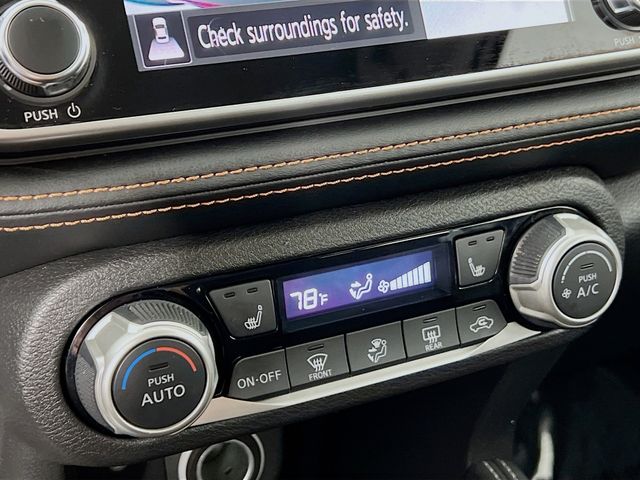 Check surroundings for safety.
PUSH
PUSH
78°F
PUSH
A/C
PUSH
AUTO
ON·OFF
FRONT
REAR